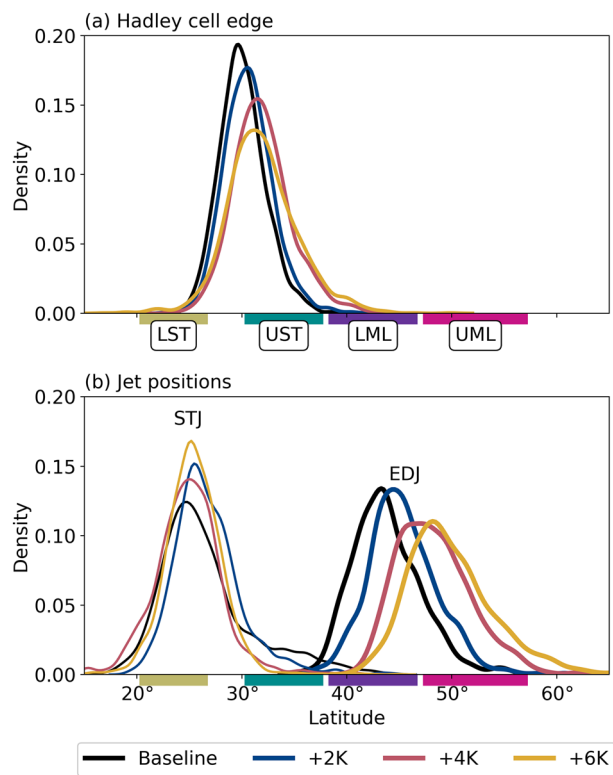 (a) Hadley cell edge
0.20
0.15
0.10
0.05
0.00
Density
LST
UST
LML
UML
(b) Jet positions
STJ
EDJ
0.20
0.15
0.10
0.05
0.00
Density
20° 30° 40° 50° 60°
Latitude
Baseline +2K +4K +6K